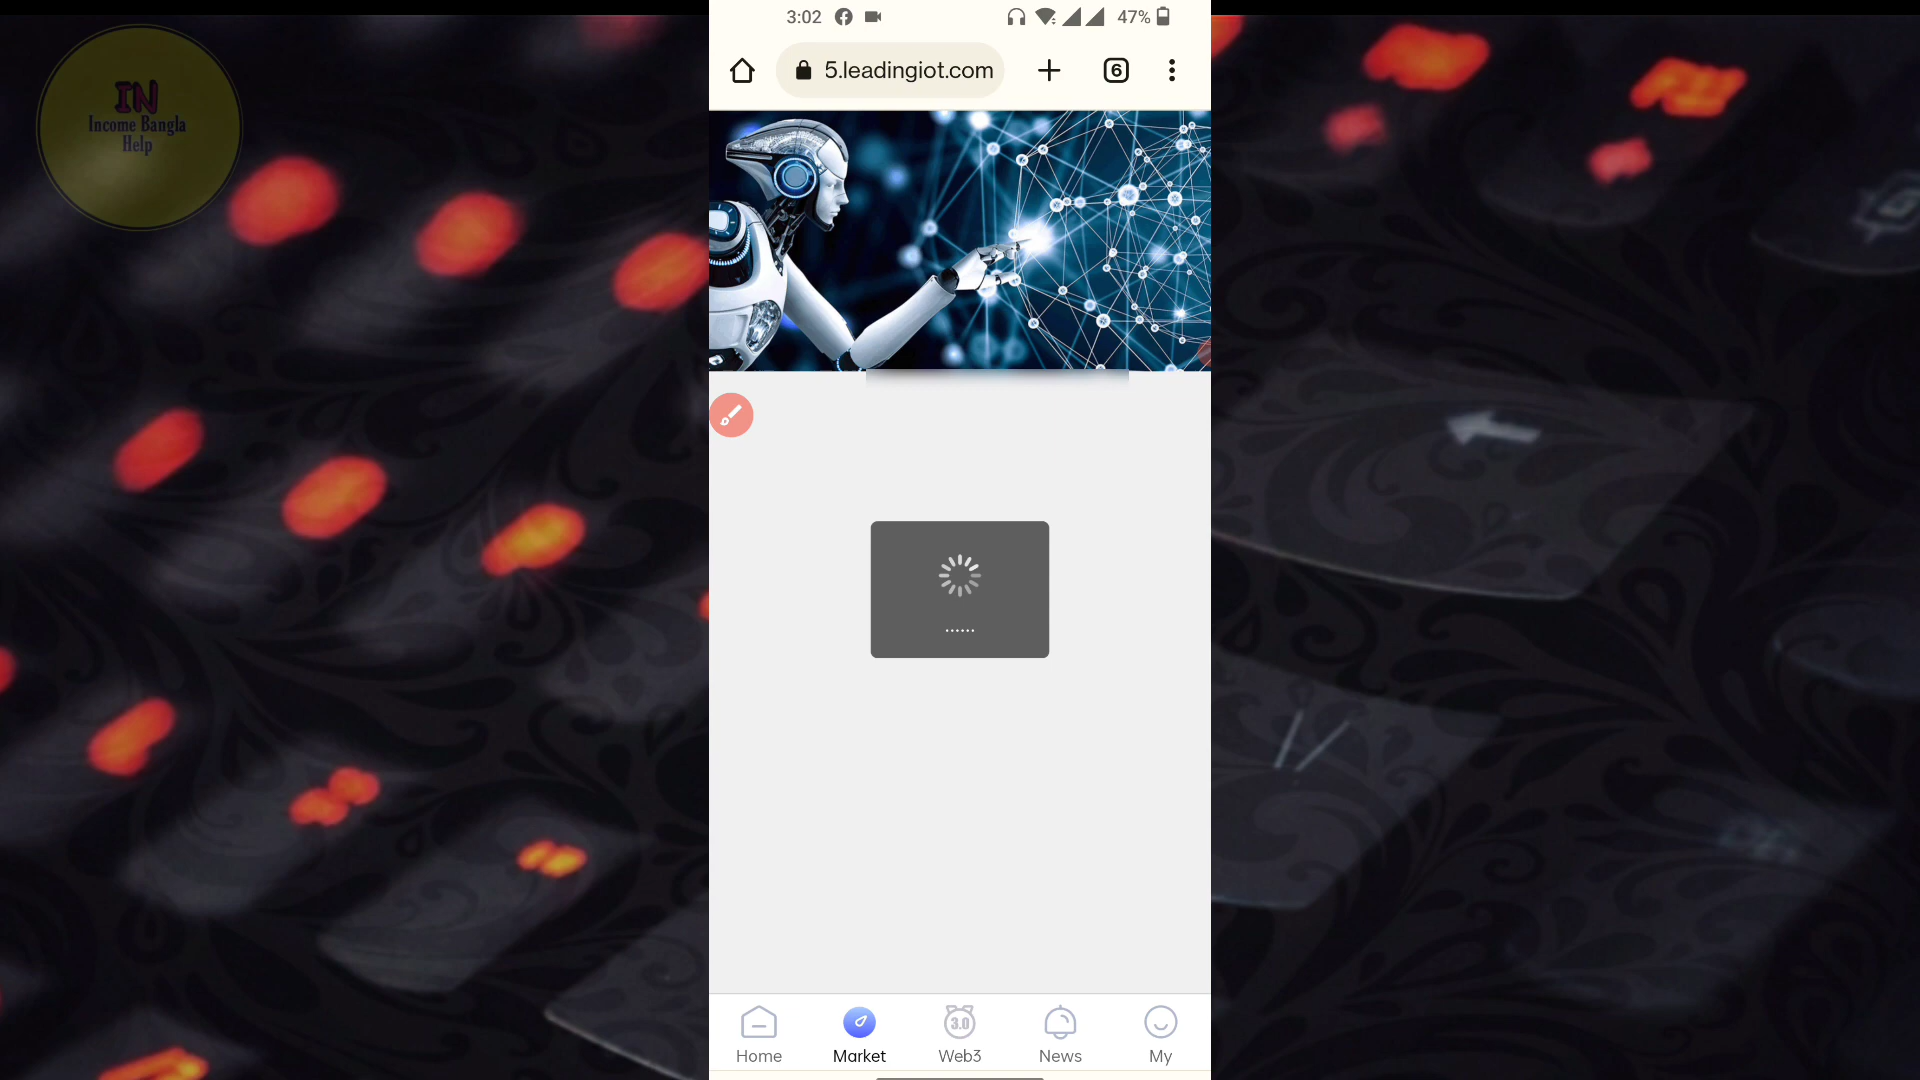 IN
Income Bangla
Help
3:02
47%
5.leadingiot.com
6
......
3.0
Home
Market
Web3
News
My